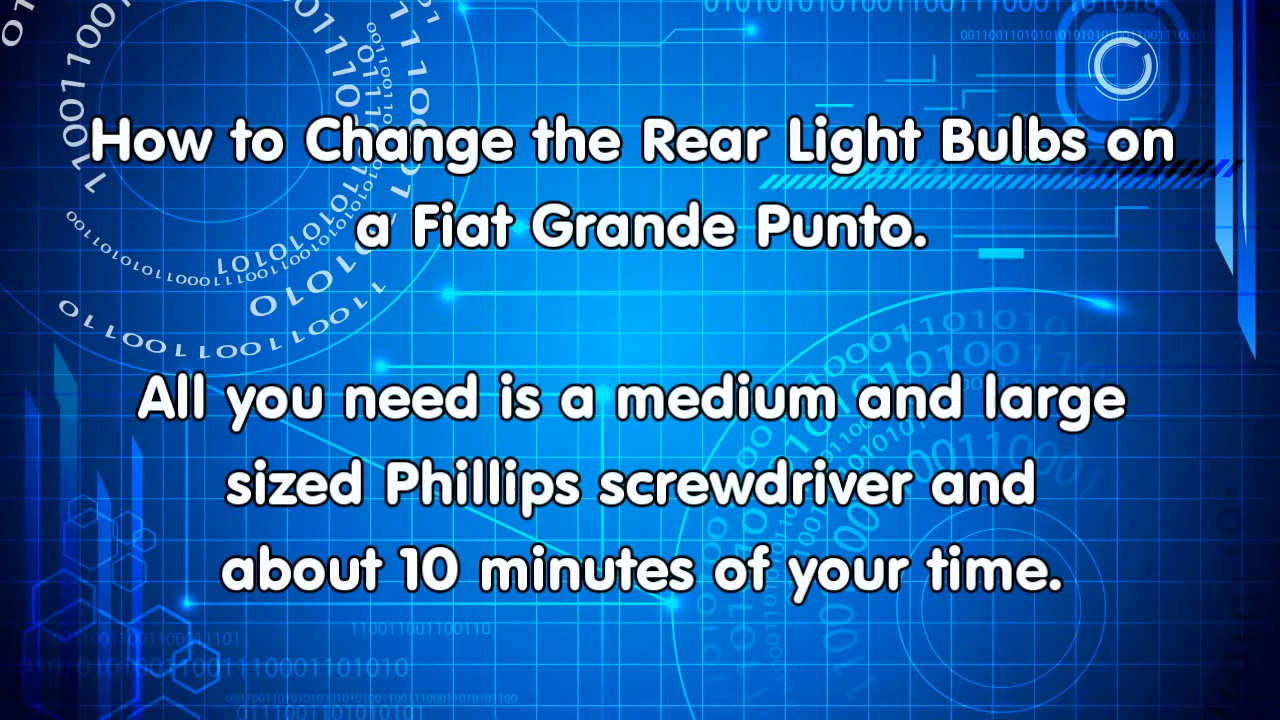 How to Change the Rear Light Bulbs on
a Fiat Grande Punto.
All you need is a medium and large
sized Phillips screwdriver and
about 10 minutes of your time.